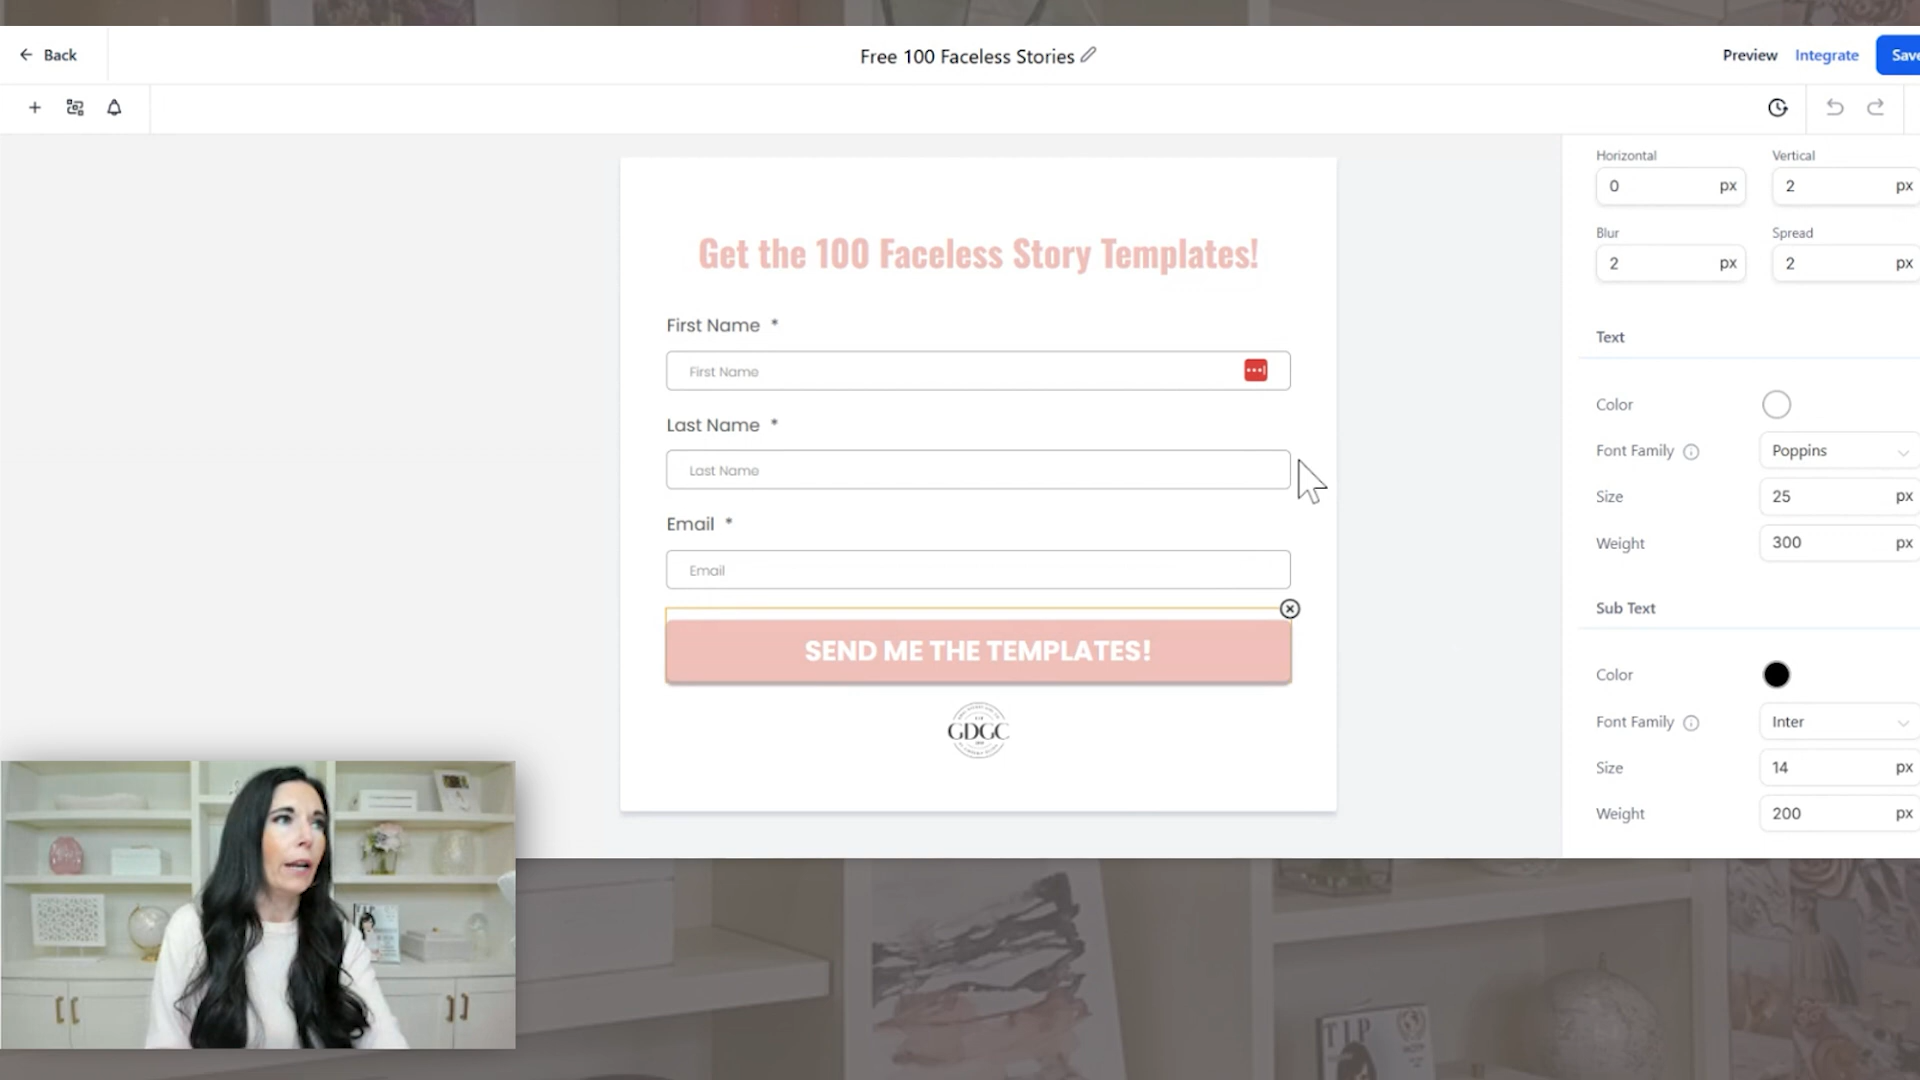 Back
Free 100 Faceless Stories
Preview
Integrate
Save
Horizontal
Vertical
0 px
2 px
Blur
Spread
2 px
2 px
Text
Color
Font Family
Poppins
Size
25 px
Weight
300 px
Sub Text
Color
Font Family
Inter
Size
14 px
Weight
200 px
Get the 100 Faceless Story Templates!
First Name *
First Name
Last Name *
Last Name
Email *
Email
SEND ME THE TEMPLATES!
GDGC